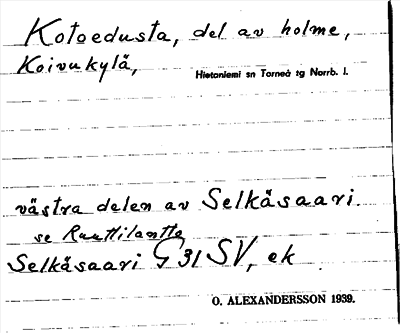 Kotoedusta, del av holme,
Koivukylä, Hietaniemi sn Torneå tg Norrb. l.
västra delen av Selkäsaari.
se Ruuttilantto
Selkäsaari G 31 SV, ek
O. ALEXANDERSSON 1939.